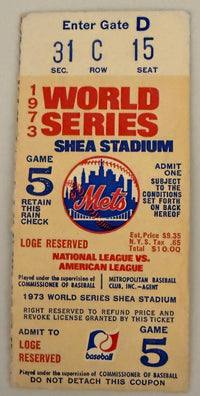 Enter Gate D
31 C 15
SEC. ROW SEAT
1973
WORLD
SERIES
SHEA STADIUM
GAME
5
RETAIN
THIS
RAIN
CHECK
Mets
ADMIT ONE
SUBJECT
TO THE
CONDITIONS
SET FORTH
ON BACK
HEREOF
LOGE RESERVED
Est. Price $9.35
N.Y.S. Tax .65
Total $10.00
NATIONAL LEAGUE VS.
AMERICAN LEAGUE
Played under the supervision of
COMMISSIONER OF BASEBALL
METROPOLITAN BASEBALL
CLUB, INC.—AGENT
1973 WORLD SERIES SHEA STADIUM
RIGHT RESERVED TO REFUND PRICE AND
REVOKE LICENSE GRANTED BY THIS TICKET
ADMIT TO
LOGE RESERVED
baseball
GAME
5
Played under the supervision of
COMMISSIONER OF BASEBALL
DO NOT DETACH THIS COUPON